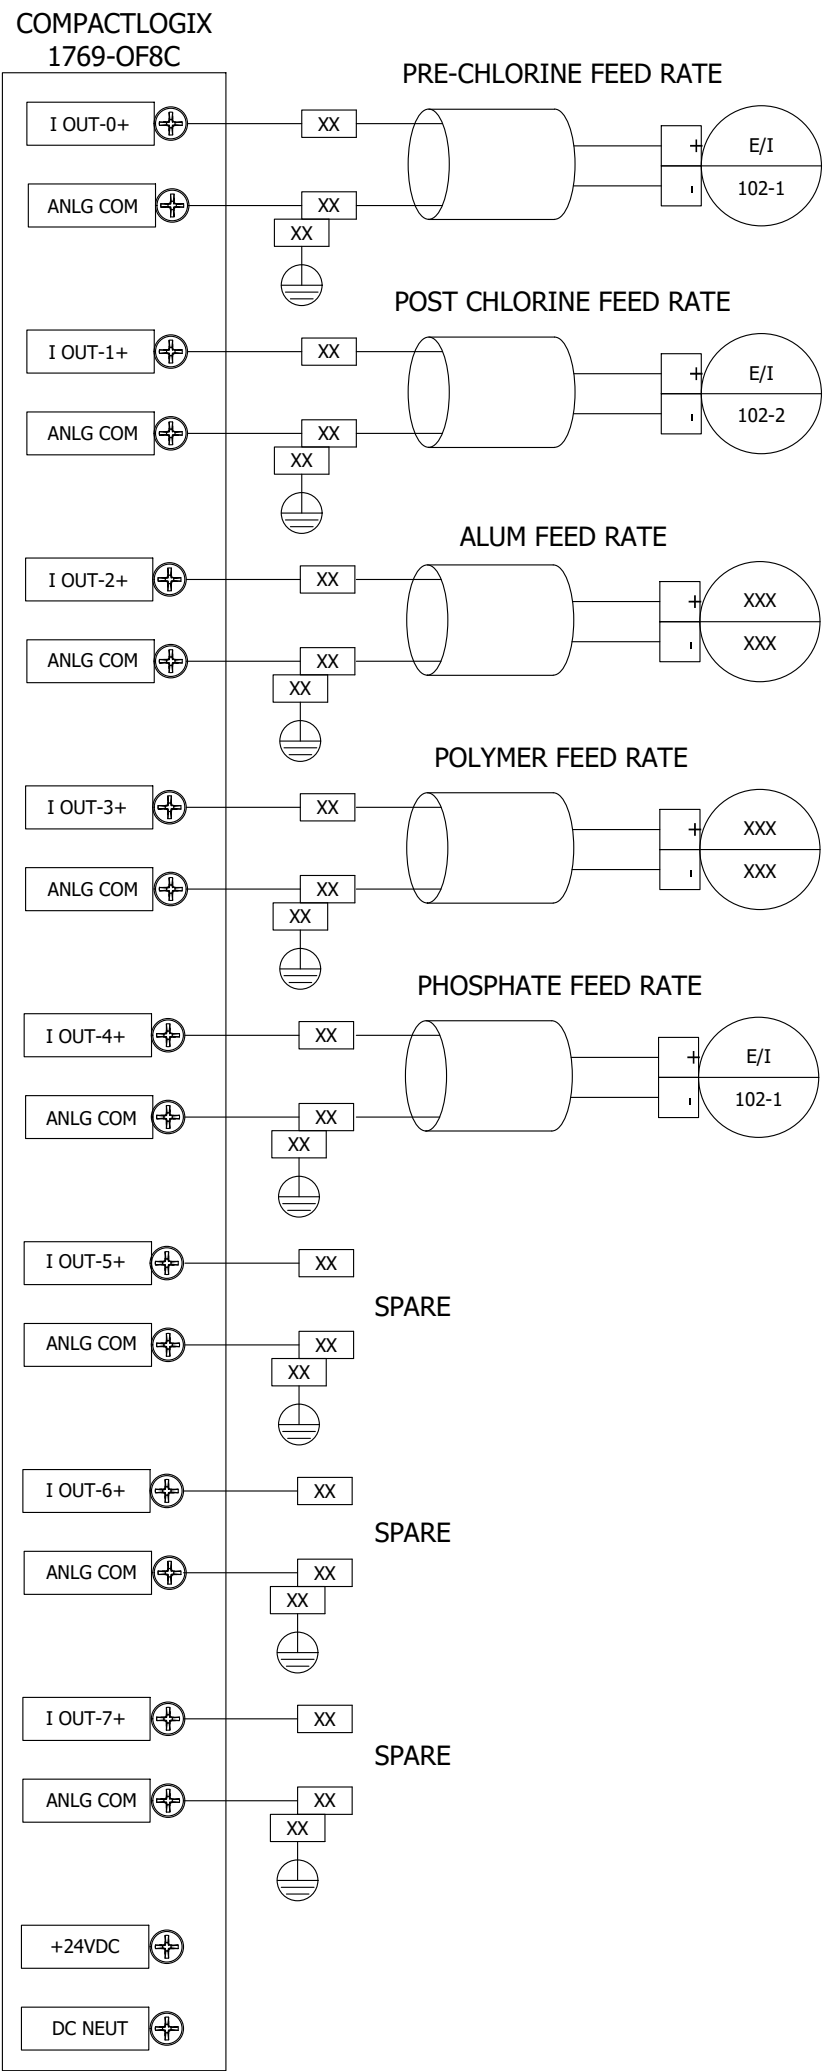 COMPACTLOGIX
1769-OF8C
PRE-CHLORINE FEED RATE
I OUT-0+
XX
+
E/I
ANLG COM
XX
-
102-1
XX
POST CHLORINE FEED RATE
I OUT-1+
XX
+
E/I
ANLG COM
XX
-
102-2
XX
ALUM FEED RATE
I OUT-2+
XX
+
XXX
ANLG COM
XX
-
XXX
XX
POLYMER FEED RATE
I OUT-3+
XX
+
XXX
ANLG COM
XX
-
XXX
XX
PHOSPHATE FEED RATE
I OUT-4+
XX
+
E/I
ANLG COM
XX
-
102-1
XX
I OUT-5+
XX
SPARE
ANLG COM
XX
XX
I OUT-6+
XX
SPARE
ANLG COM
XX
XX
I OUT-7+
XX
SPARE
ANLG COM
XX
XX
+24VDC
DC NEUT